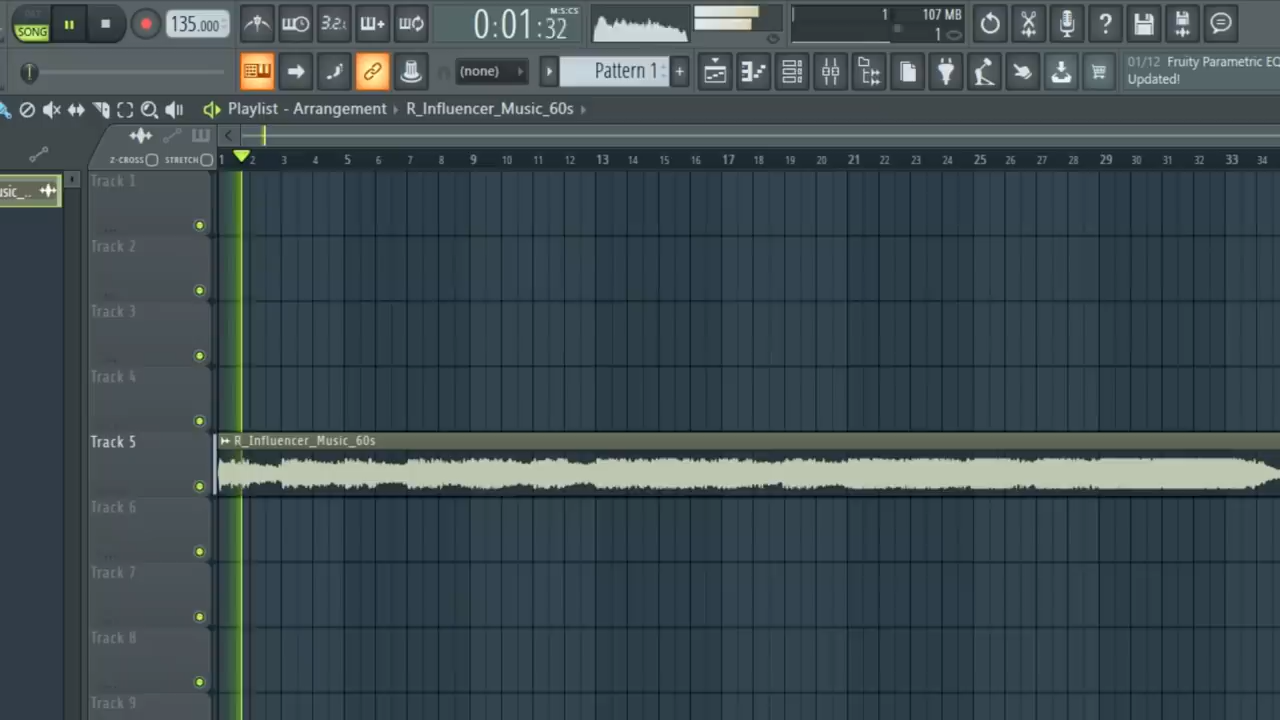 PAT
SONG
135.000
3.2.
0:01:32
M:S:CS
1
107 MB
1
(none)
Pattern 1
01/12 Fruity Parametric EQ
Updated!
Playlist - Arrangement › R_Influencer_Music_60s ›
Z-CROSS STRETCH
1 2 3 4 5 6 7 8 9 10 11 12 13 14 15 16 17 18 19 20 21 22 23 24 25 26 27 28 29 30 31 32 33 34
usic_..
Track 1
Track 2
Track 3
Track 4
Track 5
R_Influencer_Music_60s
Track 6
Track 7
Track 8
Track 9